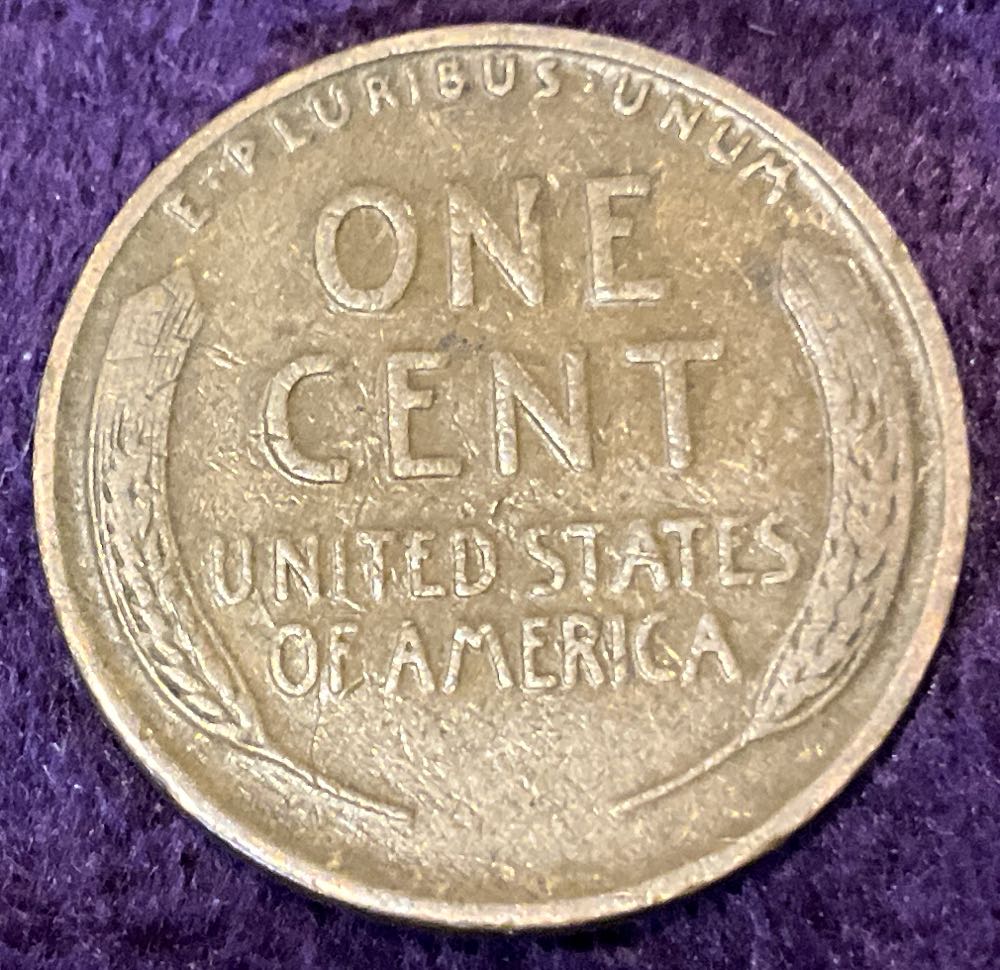 E·PLURIBUS·UNUM
ONE
CENT
UNITED STATES
OF AMERICA